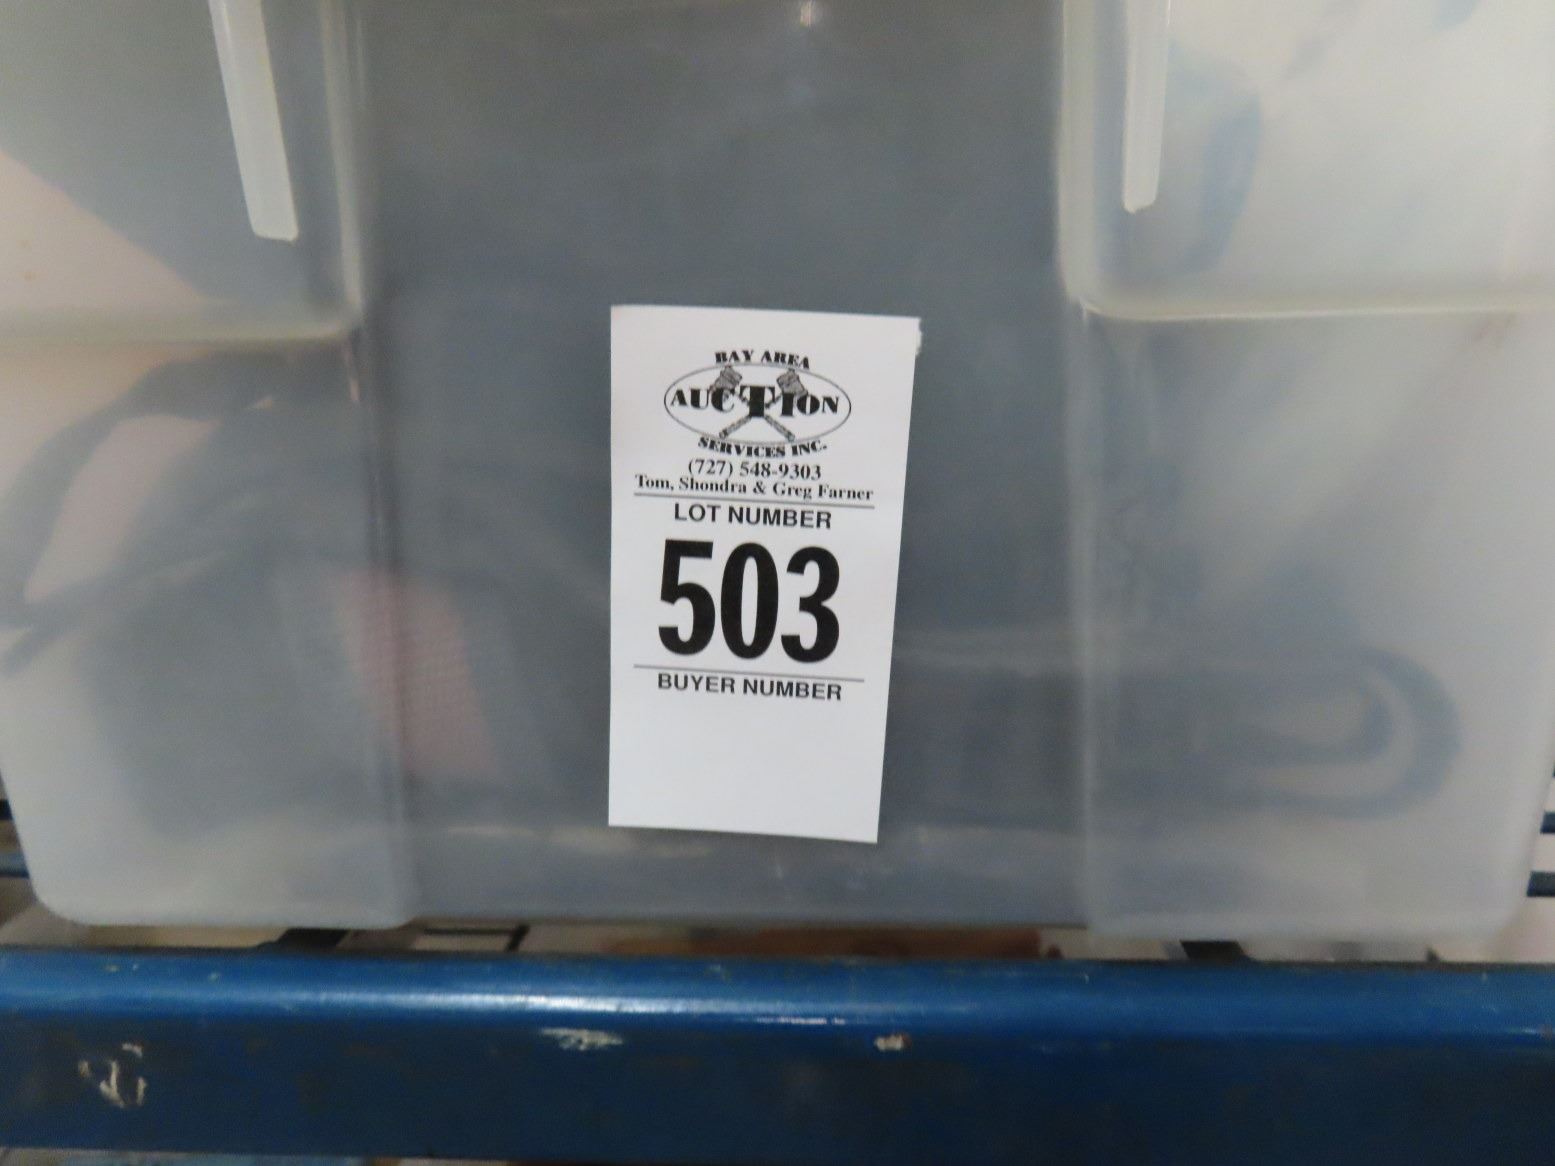 BAY AREA
AUCTION
SERVICES INC.
(727) 548-9303
Tom, Shondra & Greg Farner
LOT NUMBER
503
BUYER NUMBER